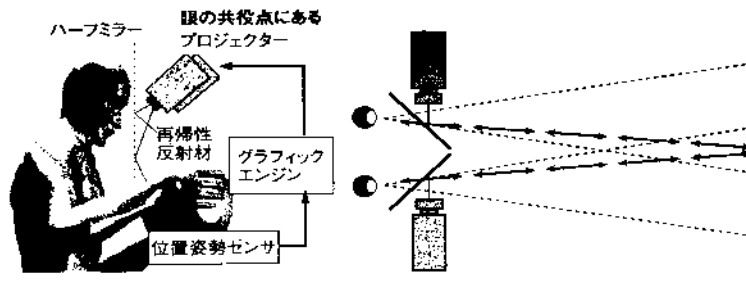 ハーフミラー
眼の共役点にある
プロジェクター
再帰性
反射材
グラフィック
エンジン
位置姿勢センサ